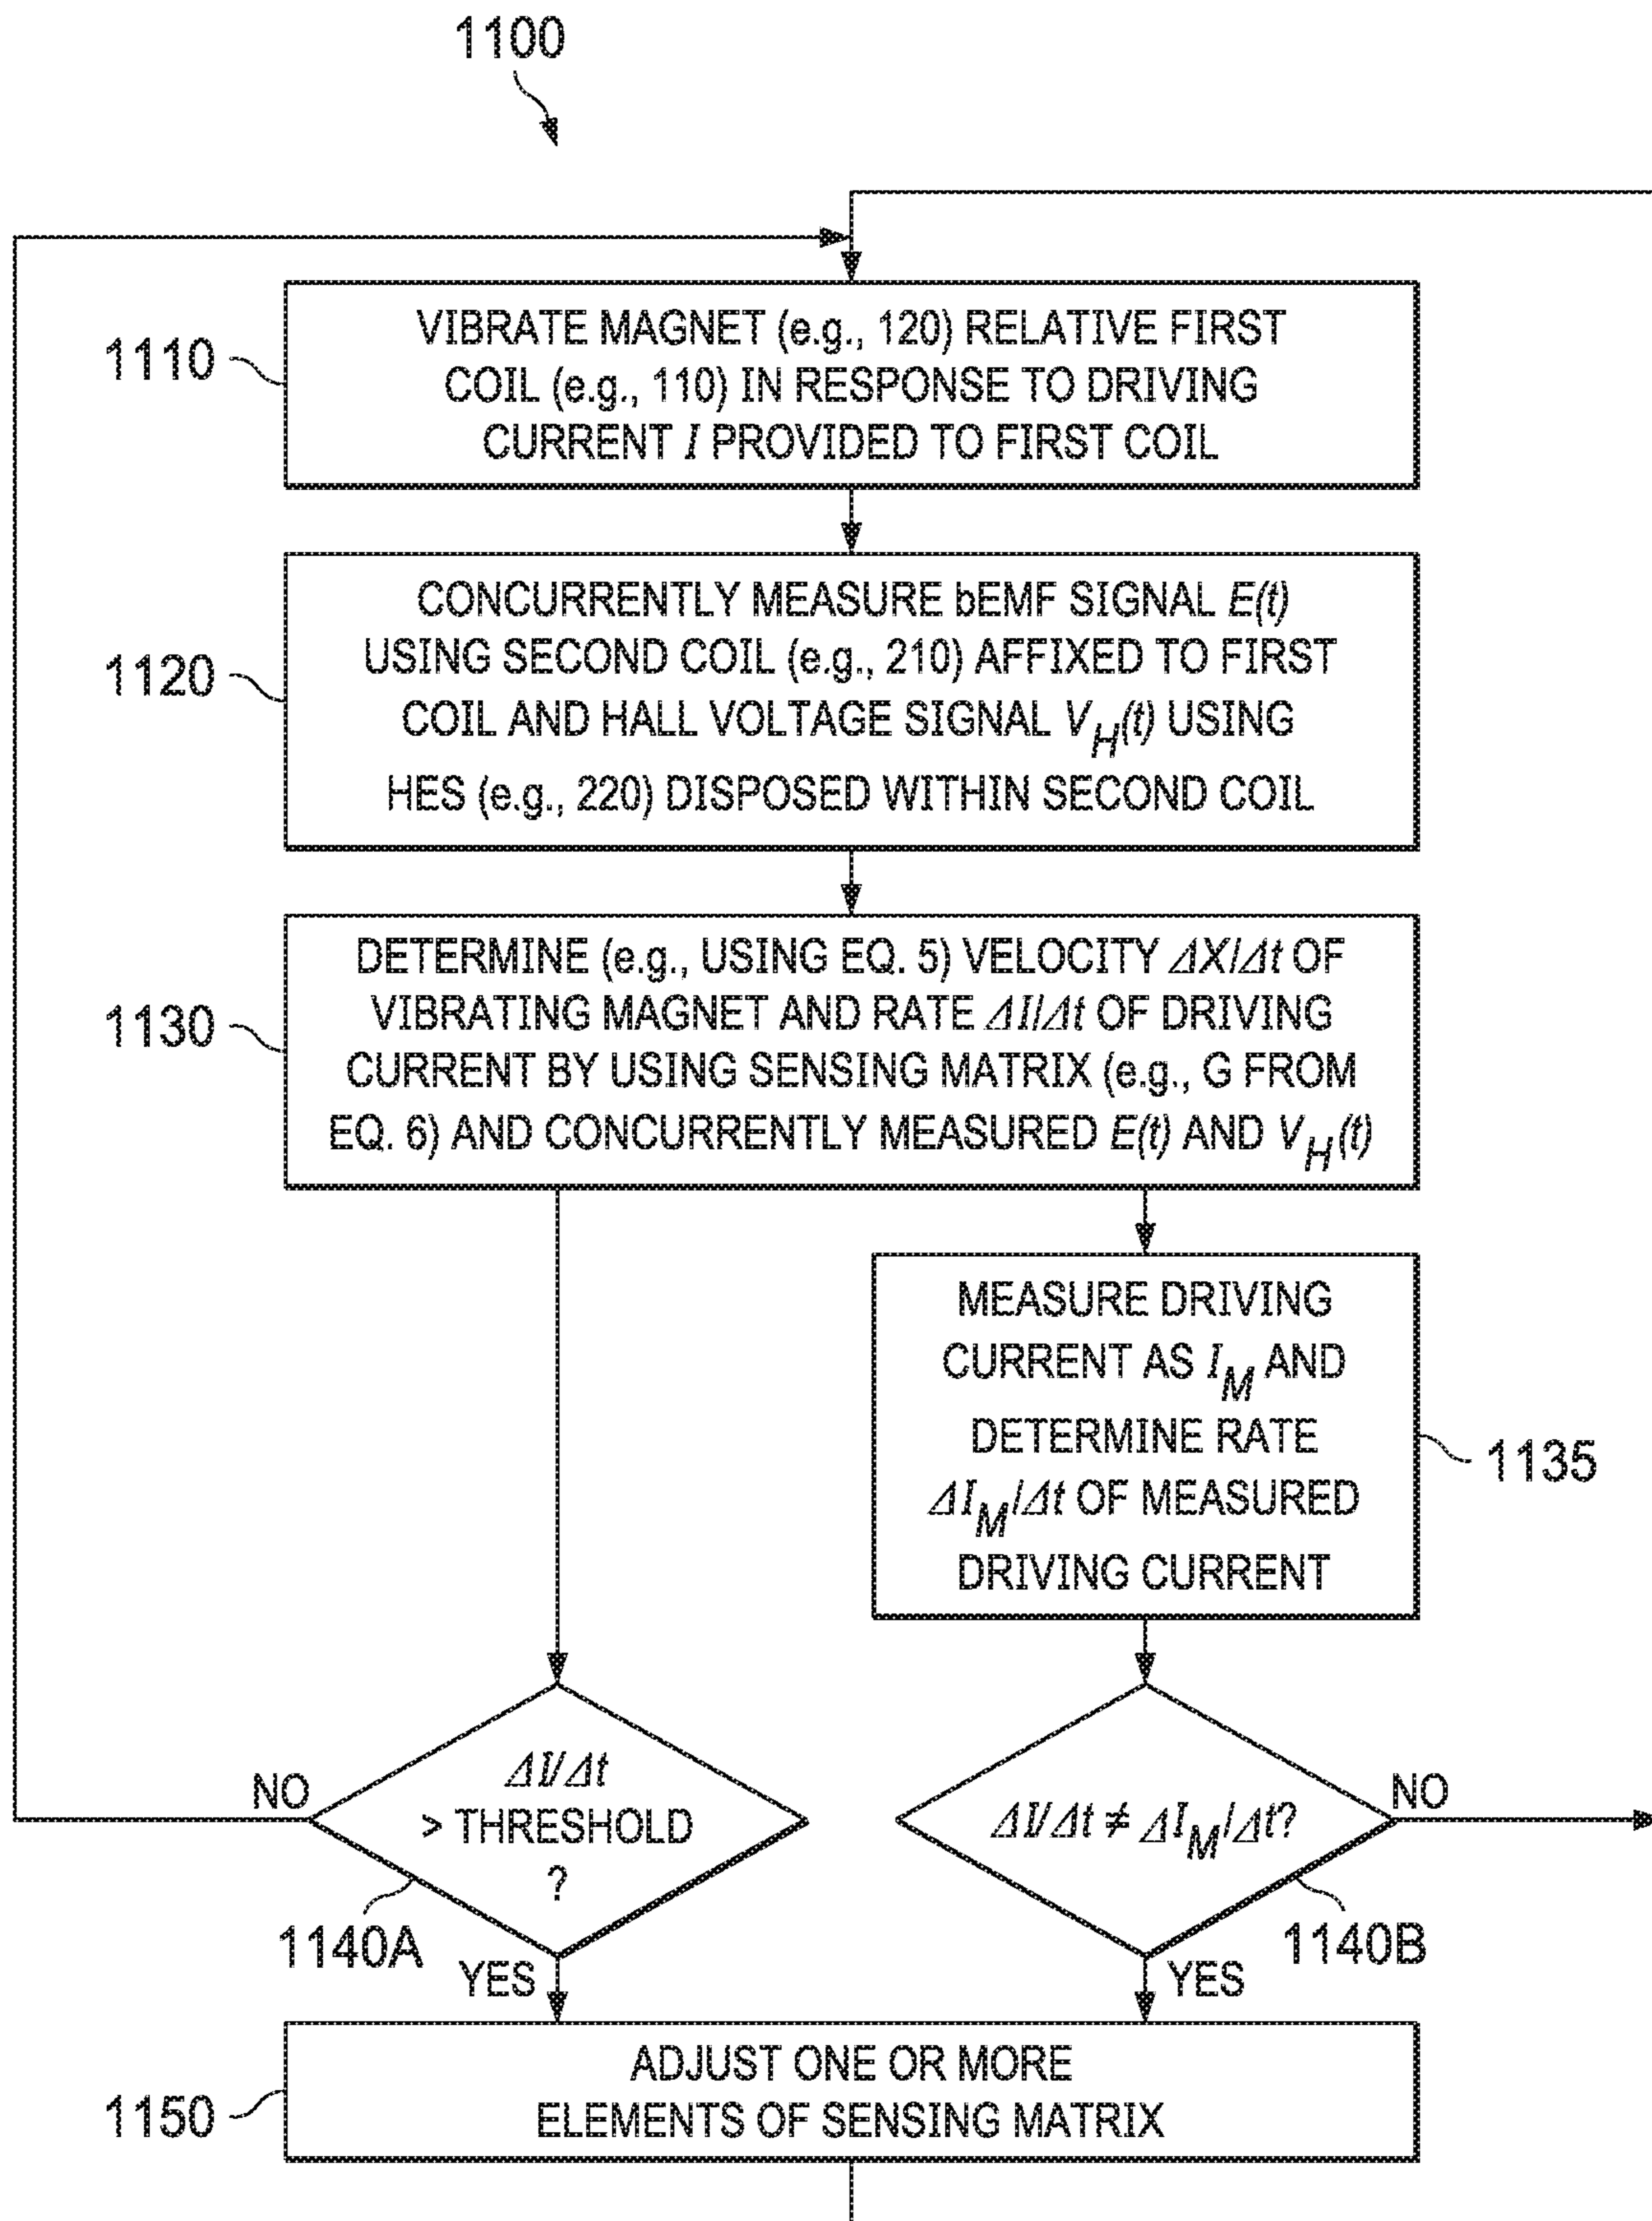 1100
1110
VIBRATE MAGNET (e.g., 120) RELATIVE FIRST
COIL (e.g., 110) IN RESPONSE TO DRIVING
CURRENT I PROVIDED TO FIRST COIL
1120
CONCURRENTLY MEASURE bEMF SIGNAL E(t)
USING SECOND COIL (e.g., 210) AFFIXED TO FIRST
COIL AND HALL VOLTAGE SIGNAL V_H(t) USING
HES (e.g., 220) DISPOSED WITHIN SECOND COIL
1130
DETERMINE (e.g., USING EQ. 5) VELOCITY ΔX/Δt OF
VIBRATING MAGNET AND RATE ΔI/Δt OF DRIVING
CURRENT BY USING SENSING MATRIX (e.g., G FROM
EQ. 6) AND CONCURRENTLY MEASURED E(t) AND V_H(t)
MEASURE DRIVING
CURRENT AS I_M AND
DETERMINE RATE
ΔI_M/Δt OF MEASURED
DRIVING CURRENT
1135
NO
ΔI/Δt
> THRESHOLD
?
1140A
YES
ΔI/Δt ≠ ΔI_M/Δt?
NO
1140B
YES
1150
ADJUST ONE OR MORE
ELEMENTS OF SENSING MATRIX